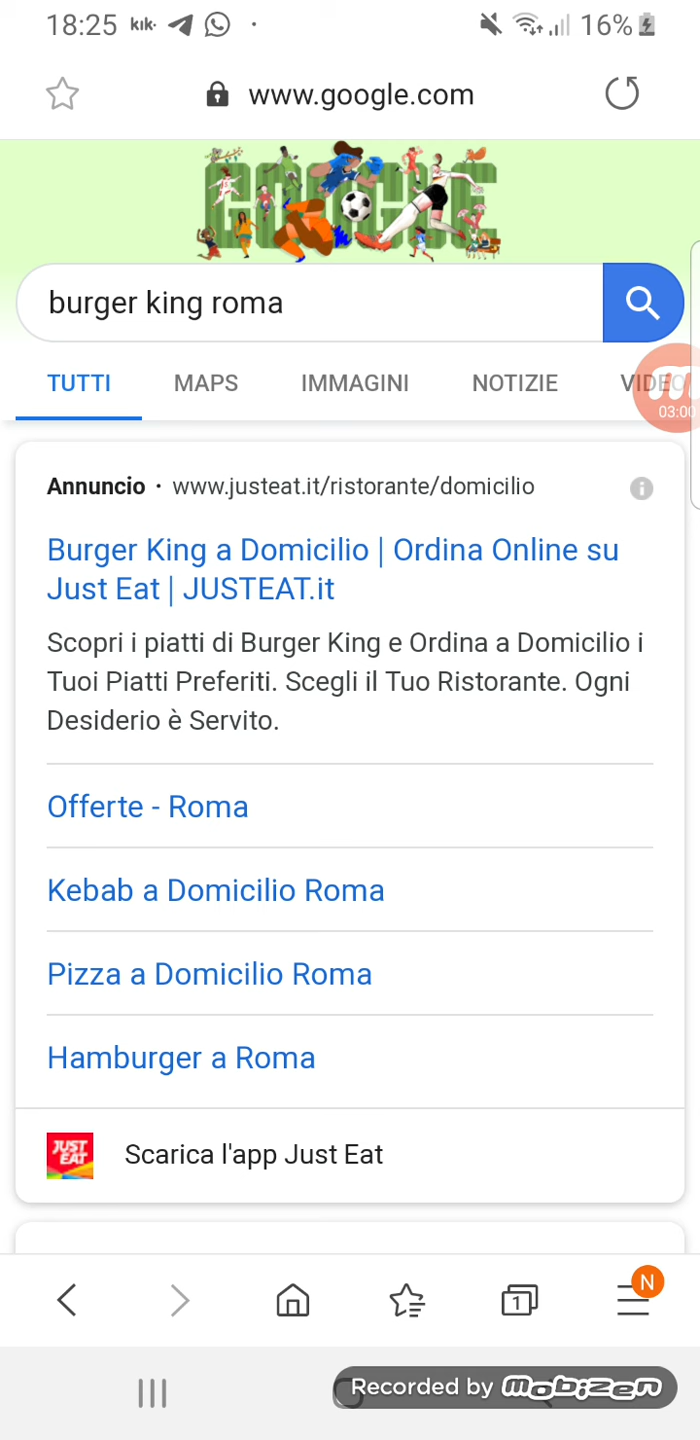 18:25 kik· 16%
www.google.com
GOOGLE
burger king roma
TUTTI MAPS IMMAGINI NOTIZIE VIDEO
03:00
Annuncio · www.justeat.it/ristorante/domicilio
Burger King a Domicilio | Ordina Online su
Just Eat | JUSTEAT.it
Scopri i piatti di Burger King e Ordina a Domicilio i
Tuoi Piatti Preferiti. Scegli il Tuo Ristorante. Ogni
Desiderio è Servito.
Offerte - Roma
Kebab a Domicilio Roma
Pizza a Domicilio Roma
Hamburger a Roma
JUST
EAT
Scarica l'app Just Eat
1
N
Recorded by mobizen